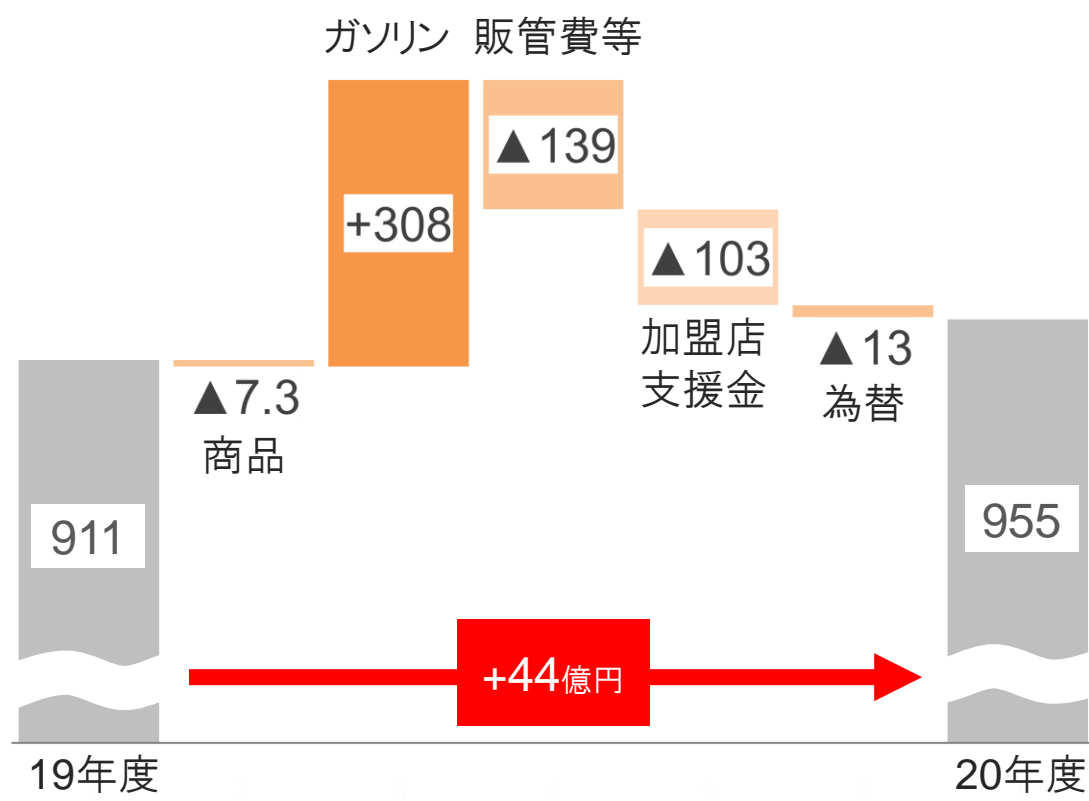 ガソリン 販管費等
▲139
+308
▲103
加盟店
支援金
▲13
為替
▲7.3
商品
911
955
+44億円
19年度
20年度